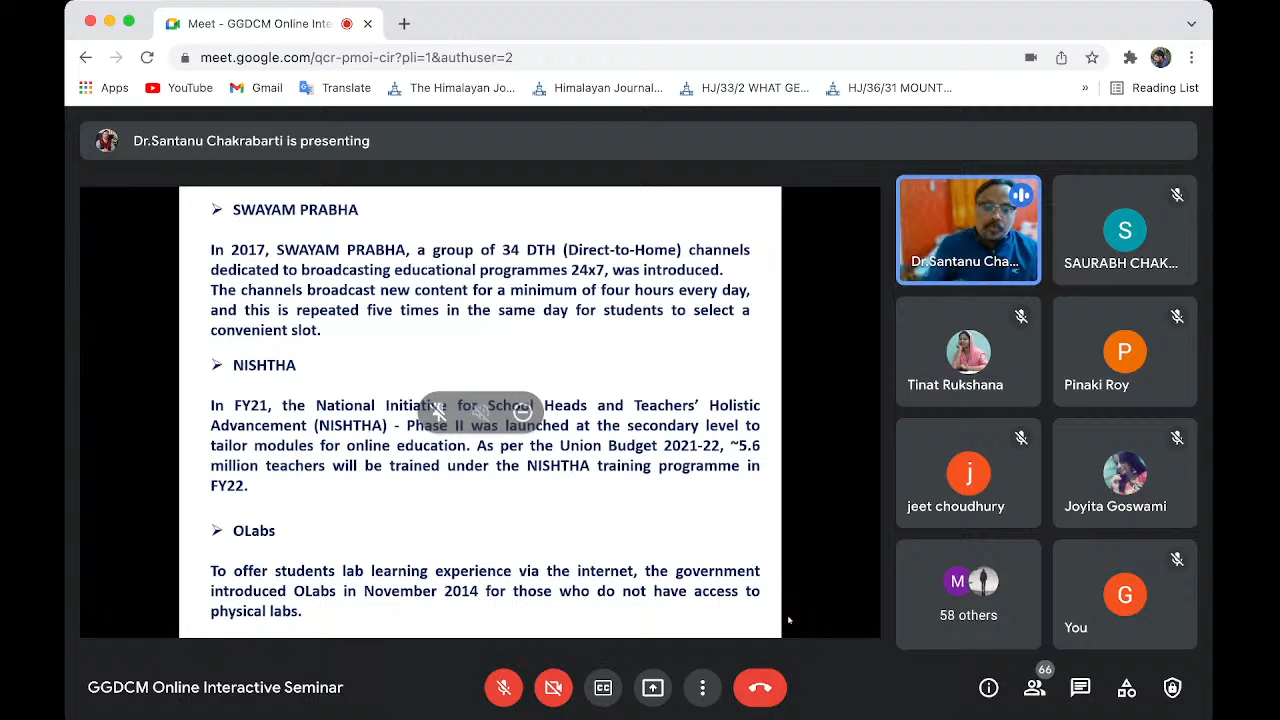 Meet - GGDCM Online Inte
meet.google.com/qcr-pmoi-cir?pli=1&authuser=2
Apps
YouTube
Gmail
Translate
The Himalayan Jo...
Himalayan Journal...
HJ/33/2 WHAT GE...
HJ/36/31 MOUNT...
»
Reading List
Dr.Santanu Chakrabarti is presenting
SWAYAM PRABHA
In 2017, SWAYAM PRABHA, a group of 34 DTH (Direct-to-Home) channels
dedicated to broadcasting educational programmes 24x7, was introduced.
The channels broadcast new content for a minimum of four hours every day,
and this is repeated five times in the same day for students to select a
convenient slot.
NISHTHA
In FY21, the National Initiative for School Heads and Teachers’ Holistic
Advancement (NISHTHA) - Phase II was launched at the secondary level to
tailor modules for online education. As per the Union Budget 2021-22, ~5.6
million teachers will be trained under the NISHTHA training programme in
FY22.
OLabs
To offer students lab learning experience via the internet, the government
introduced OLabs in November 2014 for those who do not have access to
physical labs.
Dr.Santanu Cha...
S
SAURABH CHAK...
Tinat Rukshana
P
Pinaki Roy
j
jeet choudhury
Joyita Goswami
M
58 others
G
You
GGDCM Online Interactive Seminar
CC
66